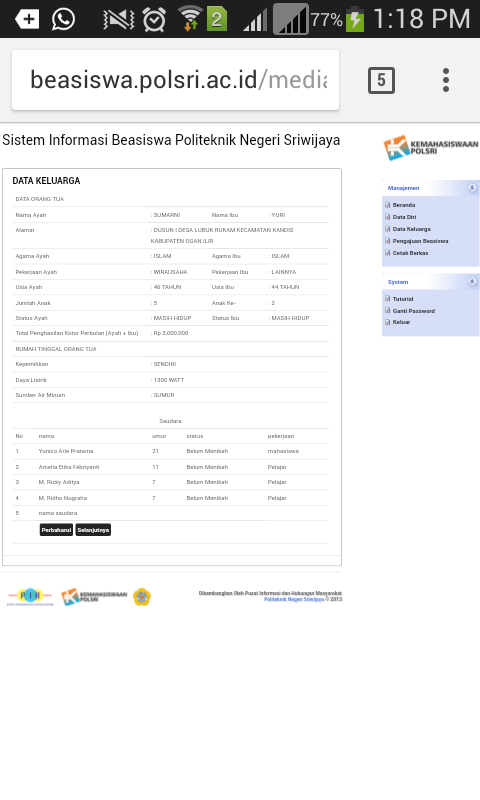 2 77% 1:18 PM
beasiswa.polsri.ac.id/media
5
Sistem Informasi Beasiswa Politeknik Negeri Sriwijaya
KEMAHASISWAAN
POLSRI
DATA KELUARGA
DATA ORANG TUA
Nama Ayah : SUMARNI Nama Ibu : YURI
Alamat : DUSUN I DESA LUBUK RUKAM KECAMATAN KANDIS
KABUPATEN OGAN ILIR
Agama Ayah : ISLAM Agama Ibu : ISLAM
Pekerjaan Ayah : WIRAUSAHA Pekerjaan Ibu : LAINNYA
Usia Ayah : 46 TAHUN Usia Ibu : 44 TAHUN
Jumlah Anak : 5 Anak Ke- : 2
Status Ayah : MASIH HIDUP Status Ibu : MASIH HIDUP
Total Penghasilan Kotor Perbulan (Ayah + Ibu) : Rp 3.000,000
RUMAH TINGGAL ORANG TUA
Kepemilikan : SENDIRI
Daya Listrik : 1300 WATT
Sumber Air Minum : SUMUR
Saudara
No nama umur status pekerjaan
1 Yunico Arie Pratama 21 Belum Menikah mahasiswa
2 Amelia Etika Febriyanti 11 Belum Menikah Pelajar
3 M. Rizky Aditya 7 Belum Menikah Pelajar
4 M. Ridho Nugraha 7 Belum Menikah Pelajar
5 nama saudara
Perbaharui Selanjutnya
Manajemen
Beranda
Data Diri
Data Keluarga
Pengajuan Beasiswa
Cetak Berkas
System
Tutorial
Ganti Password
Keluar
P I H
KEMAHASISWAAN
POLSRI
Dikembangkan Oleh Pusat Informasi dan Hubungan Masyarakat
Politeknik Negeri Sriwijaya © 2013